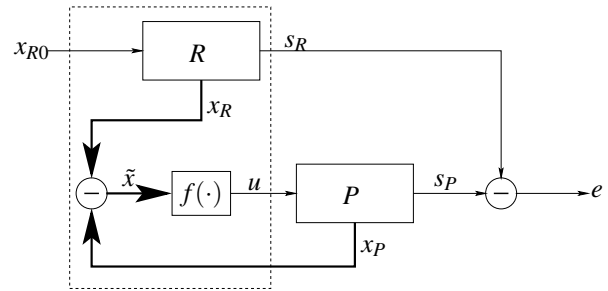 x_{R0} R s_R
x_R
− x̃ f(·) u P s_P − e
x_P